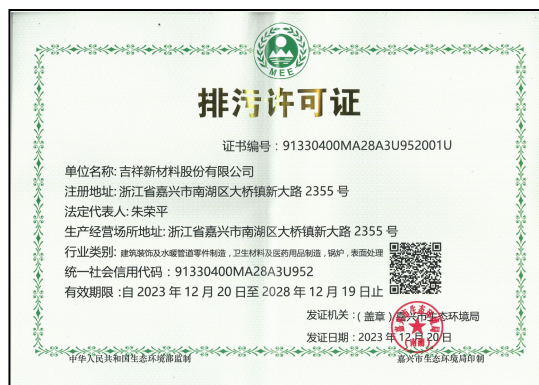 MEE
排污许可证
证书编号：91330400MA28A3U952001U
单位名称：吉祥新材料股份有限公司
注册地址：浙江省嘉兴市南湖区大桥镇新大路 2355 号
法定代表人：朱荣平
生产经营场所地址：浙江省嘉兴市南湖区大桥镇新大路 2355 号
行业类别：建筑装饰及水暖管道零件制造，卫生材料及医药用品制造，锅炉，表面处理
统一社会信用代码：91330400MA28A3U952
有效期限：自 2023 年 12 月 20 日至 2028 年 12 月 19 日止
发证机关：（盖章）嘉兴市生态环境局
发证日期：2023 年 12 月 20 日
中华人民共和国生态环境部监制
嘉兴市生态环境局印制